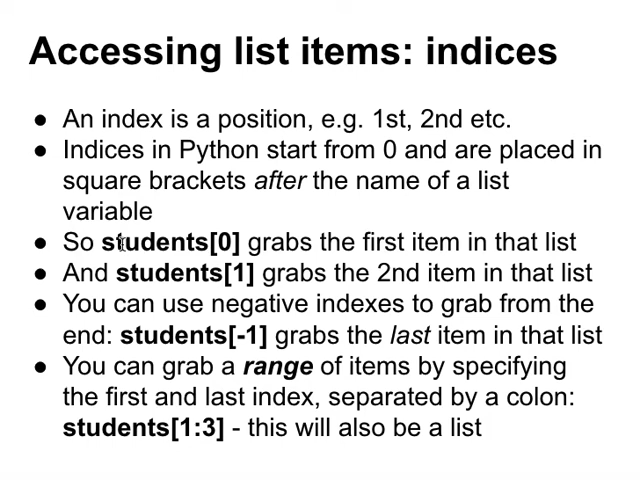 Accessing list items: indices
● An index is a position, e.g. 1st, 2nd etc.
● Indices in Python start from 0 and are placed in
square brackets after the name of a list
variable
● So students[0] grabs the first item in that list
● And students[1] grabs the 2nd item in that list
● You can use negative indexes to grab from the
end: students[-1] grabs the last item in that list
● You can grab a range of items by specifying
the first and last index, separated by a colon:
students[1:3] - this will also be a list